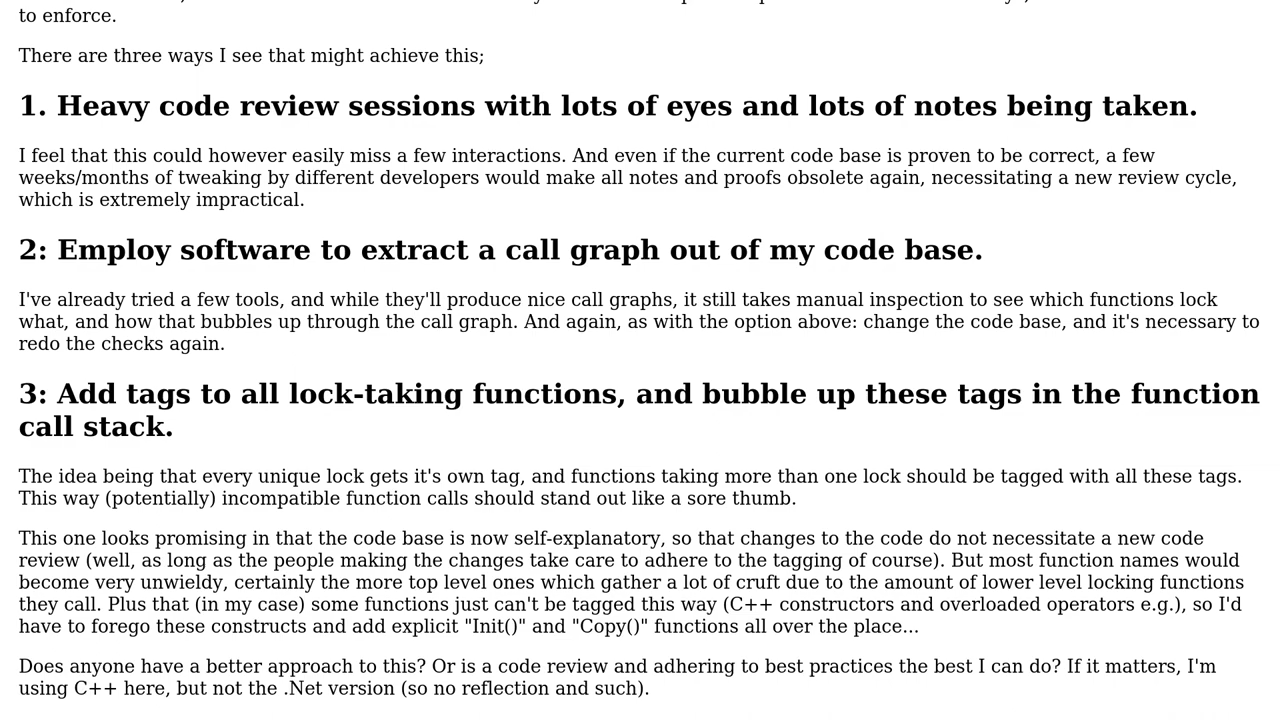 to enforce.
There are three ways I see that might achieve this;
1. Heavy code review sessions with lots of eyes and lots of notes being taken.
I feel that this could however easily miss a few interactions. And even if the current code base is proven to be correct, a few
weeks/months of tweaking by different developers would make all notes and proofs obsolete again, necessitating a new review cycle,
which is extremely impractical.
2: Employ software to extract a call graph out of my code base.
I've already tried a few tools, and while they'll produce nice call graphs, it still takes manual inspection to see which functions lock
what, and how that bubbles up through the call graph. And again, as with the option above: change the code base, and it's necessary to
redo the checks again.
3: Add tags to all lock-taking functions, and bubble up these tags in the function
call stack.
The idea being that every unique lock gets it's own tag, and functions taking more than one lock should be tagged with all these tags.
This way (potentially) incompatible function calls should stand out like a sore thumb.
This one looks promising in that the code base is now self-explanatory, so that changes to the code do not necessitate a new code
review (well, as long as the people making the changes take care to adhere to the tagging of course). But most function names would
become very unwieldy, certainly the more top level ones which gather a lot of cruft due to the amount of lower level locking functions
they call. Plus that (in my case) some functions just can't be tagged this way (C++ constructors and overloaded operators e.g.), so I'd
have to forego these constructs and add explicit "Init()" and "Copy()" functions all over the place...
Does anyone have a better approach to this? Or is a code review and adhering to best practices the best I can do? If it matters, I'm
using C++ here, but not the .Net version (so no reflection and such).